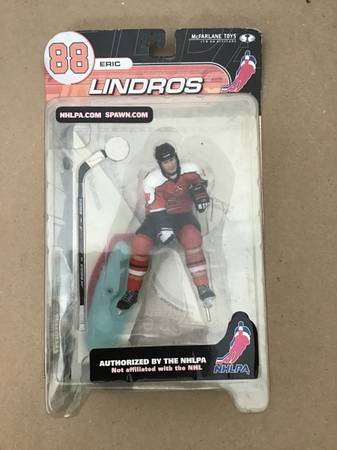 88
ERIC
LINDROS
McFARLANE TOYS
NHLPA.COM SPAWN.COM
AUTHORIZED BY THE NHLPA
Not affiliated with the NHL
NHLPA